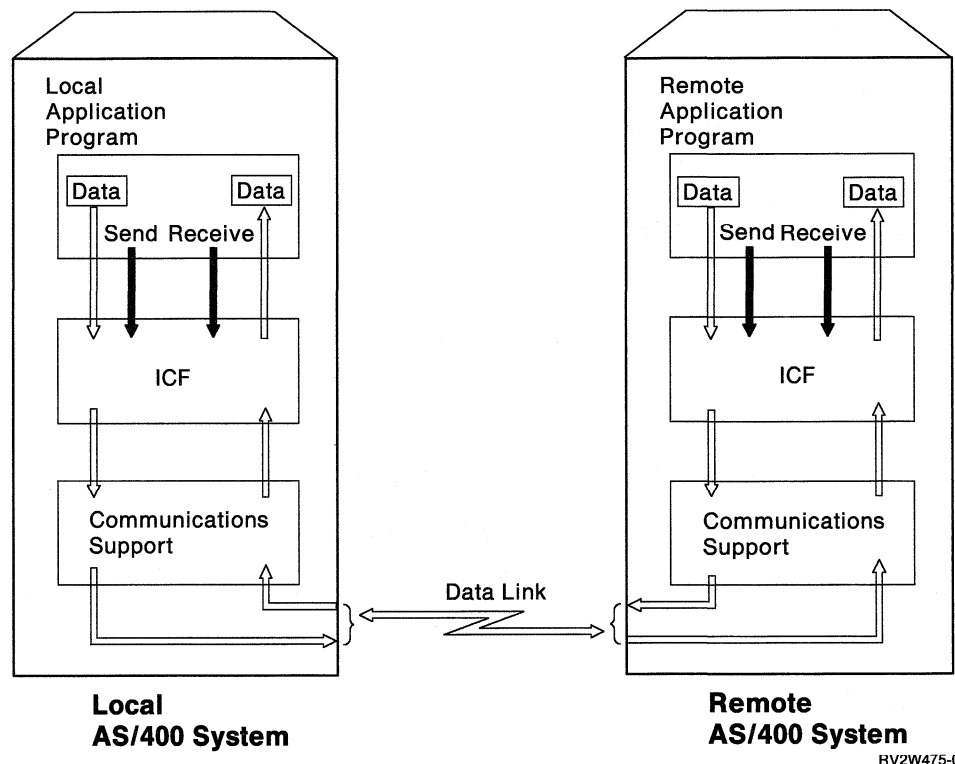 Local
Application
Program
Data
Data
Send Receive
ICF
Communications
Support
Local
AS/400 System
Data Link
Remote
Application
Program
Data
Data
Send Receive
ICF
Communications
Support
Remote
AS/400 System